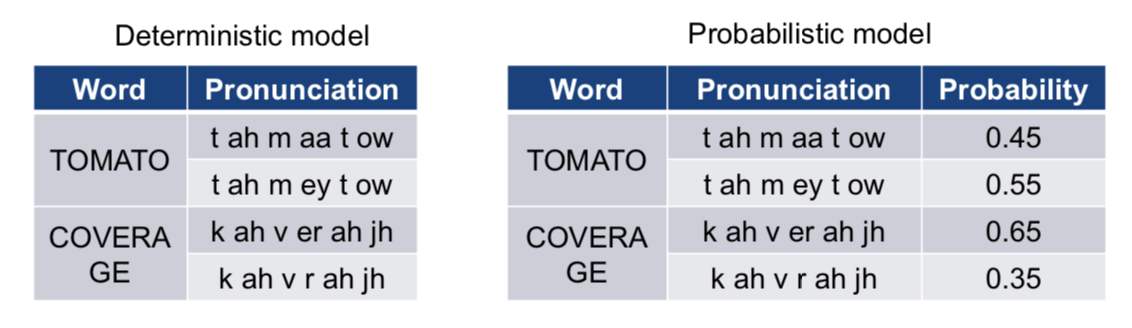 Deterministic model
Word Pronunciation
TOMATO
t ah m aa t ow
t ah m ey t ow
COVERA
GE
k ah v er ah jh
k ah v r ah jh
Probabilistic model
Word Pronunciation Probability
TOMATO
t ah m aa t ow 0.45
t ah m ey t ow 0.55
COVERA
GE
k ah v er ah jh 0.65
k ah v r ah jh 0.35